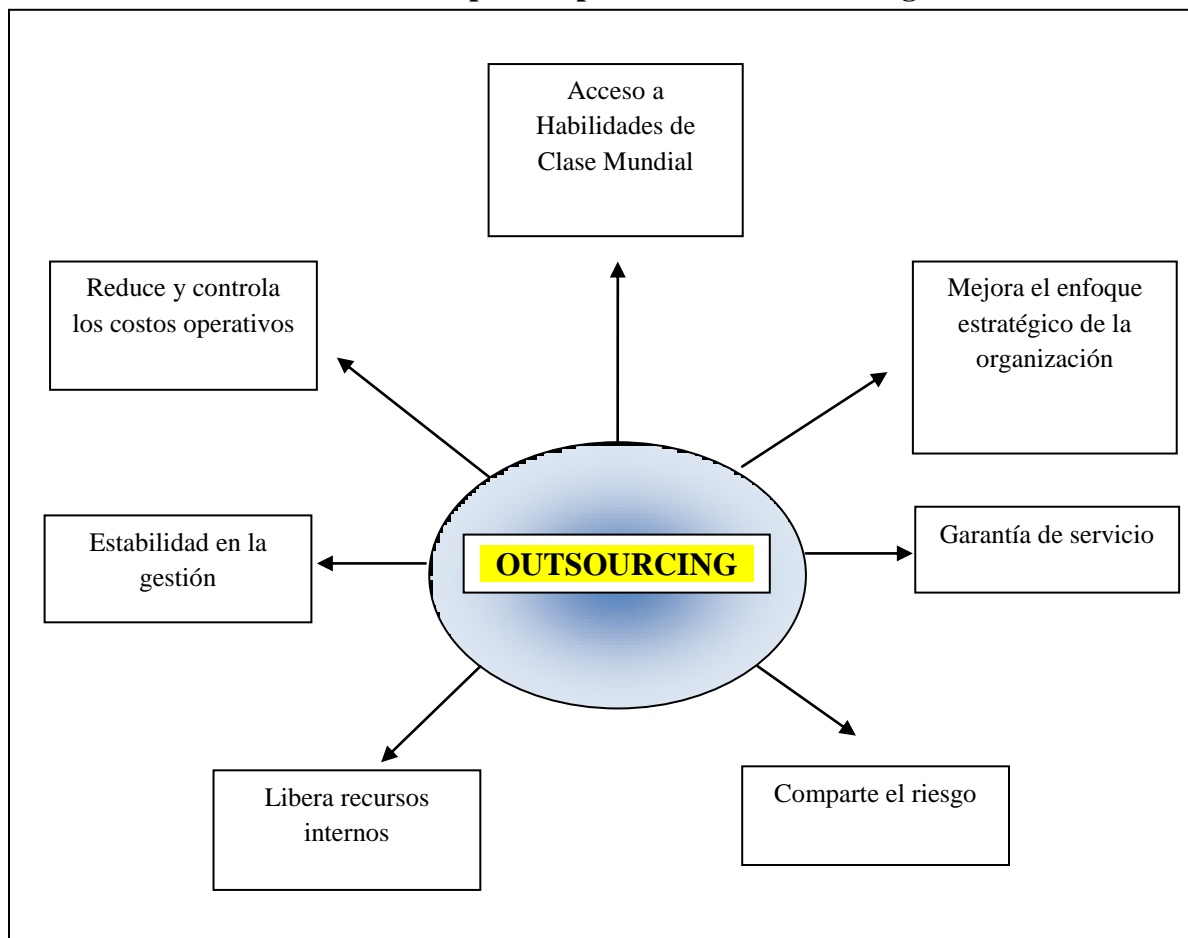 Acceso a
Habilidades de
Clase Mundial
Reduce y controla
los costos operativos
Mejora el enfoque
estratégico de la
organización
Estabilidad en la
gestión
OUTSOURCING
Garantía de servicio
Libera recursos
internos
Comparte el riesgo